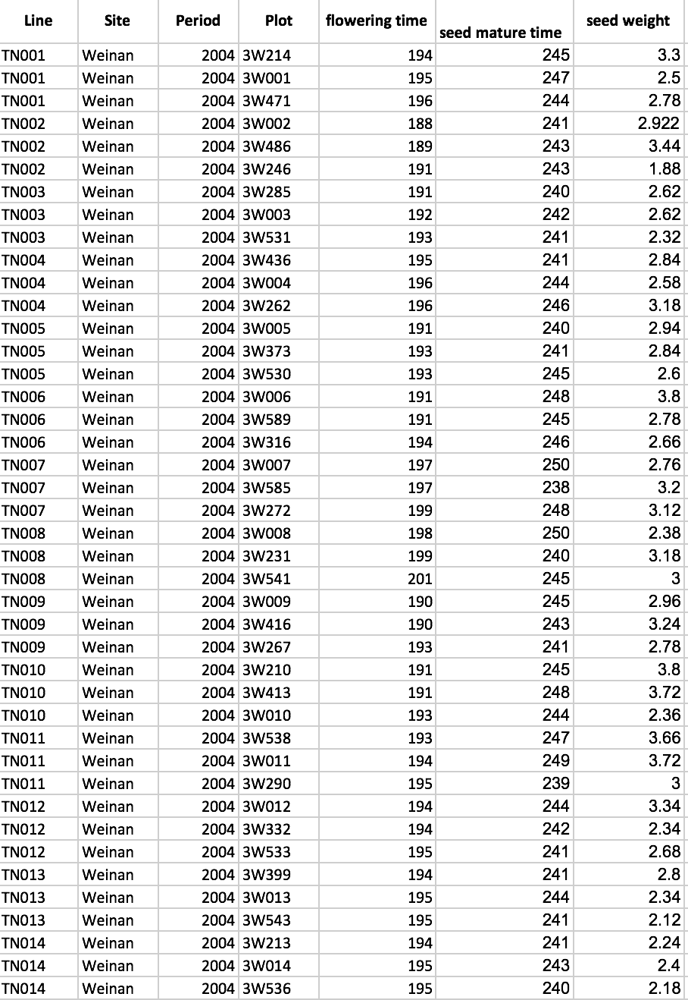 Line Site Period Plot flowering time seed mature time seed weight
TN001 Weinan 2004 3W214 194 245 3.3
TN001 Weinan 2004 3W001 195 247 2.5
TN001 Weinan 2004 3W471 196 244 2.78
TN002 Weinan 2004 3W002 188 241 2.922
TN002 Weinan 2004 3W486 189 243 3.44
TN002 Weinan 2004 3W246 191 243 1.88
TN003 Weinan 2004 3W285 191 240 2.62
TN003 Weinan 2004 3W003 192 242 2.62
TN003 Weinan 2004 3W531 193 241 2.32
TN004 Weinan 2004 3W436 195 241 2.84
TN004 Weinan 2004 3W004 196 244 2.58
TN004 Weinan 2004 3W262 196 246 3.18
TN005 Weinan 2004 3W005 191 240 2.94
TN005 Weinan 2004 3W373 193 241 2.84
TN005 Weinan 2004 3W530 193 245 2.6
TN006 Weinan 2004 3W006 191 248 3.8
TN006 Weinan 2004 3W589 191 245 2.78
TN006 Weinan 2004 3W316 194 246 2.66
TN007 Weinan 2004 3W007 197 250 2.76
TN007 Weinan 2004 3W585 197 238 3.2
TN007 Weinan 2004 3W272 199 248 3.12
TN008 Weinan 2004 3W008 198 250 2.38
TN008 Weinan 2004 3W231 199 240 3.18
TN008 Weinan 2004 3W541 201 245 3
TN009 Weinan 2004 3W009 190 245 2.96
TN009 Weinan 2004 3W416 190 243 3.24
TN009 Weinan 2004 3W267 193 241 2.78
TN010 Weinan 2004 3W210 191 245 3.8
TN010 Weinan 2004 3W413 191 248 3.72
TN010 Weinan 2004 3W010 193 244 2.36
TN011 Weinan 2004 3W538 193 247 3.66
TN011 Weinan 2004 3W011 194 249 3.72
TN011 Weinan 2004 3W290 195 239 3
TN012 Weinan 2004 3W012 194 244 3.34
TN012 Weinan 2004 3W332 194 242 2.34
TN012 Weinan 2004 3W533 195 241 2.68
TN013 Weinan 2004 3W399 194 241 2.8
TN013 Weinan 2004 3W013 195 244 2.34
TN013 Weinan 2004 3W543 195 241 2.12
TN014 Weinan 2004 3W213 194 241 2.24
TN014 Weinan 2004 3W014 195 243 2.4
TN014 Weinan 2004 3W536 195 240 2.18